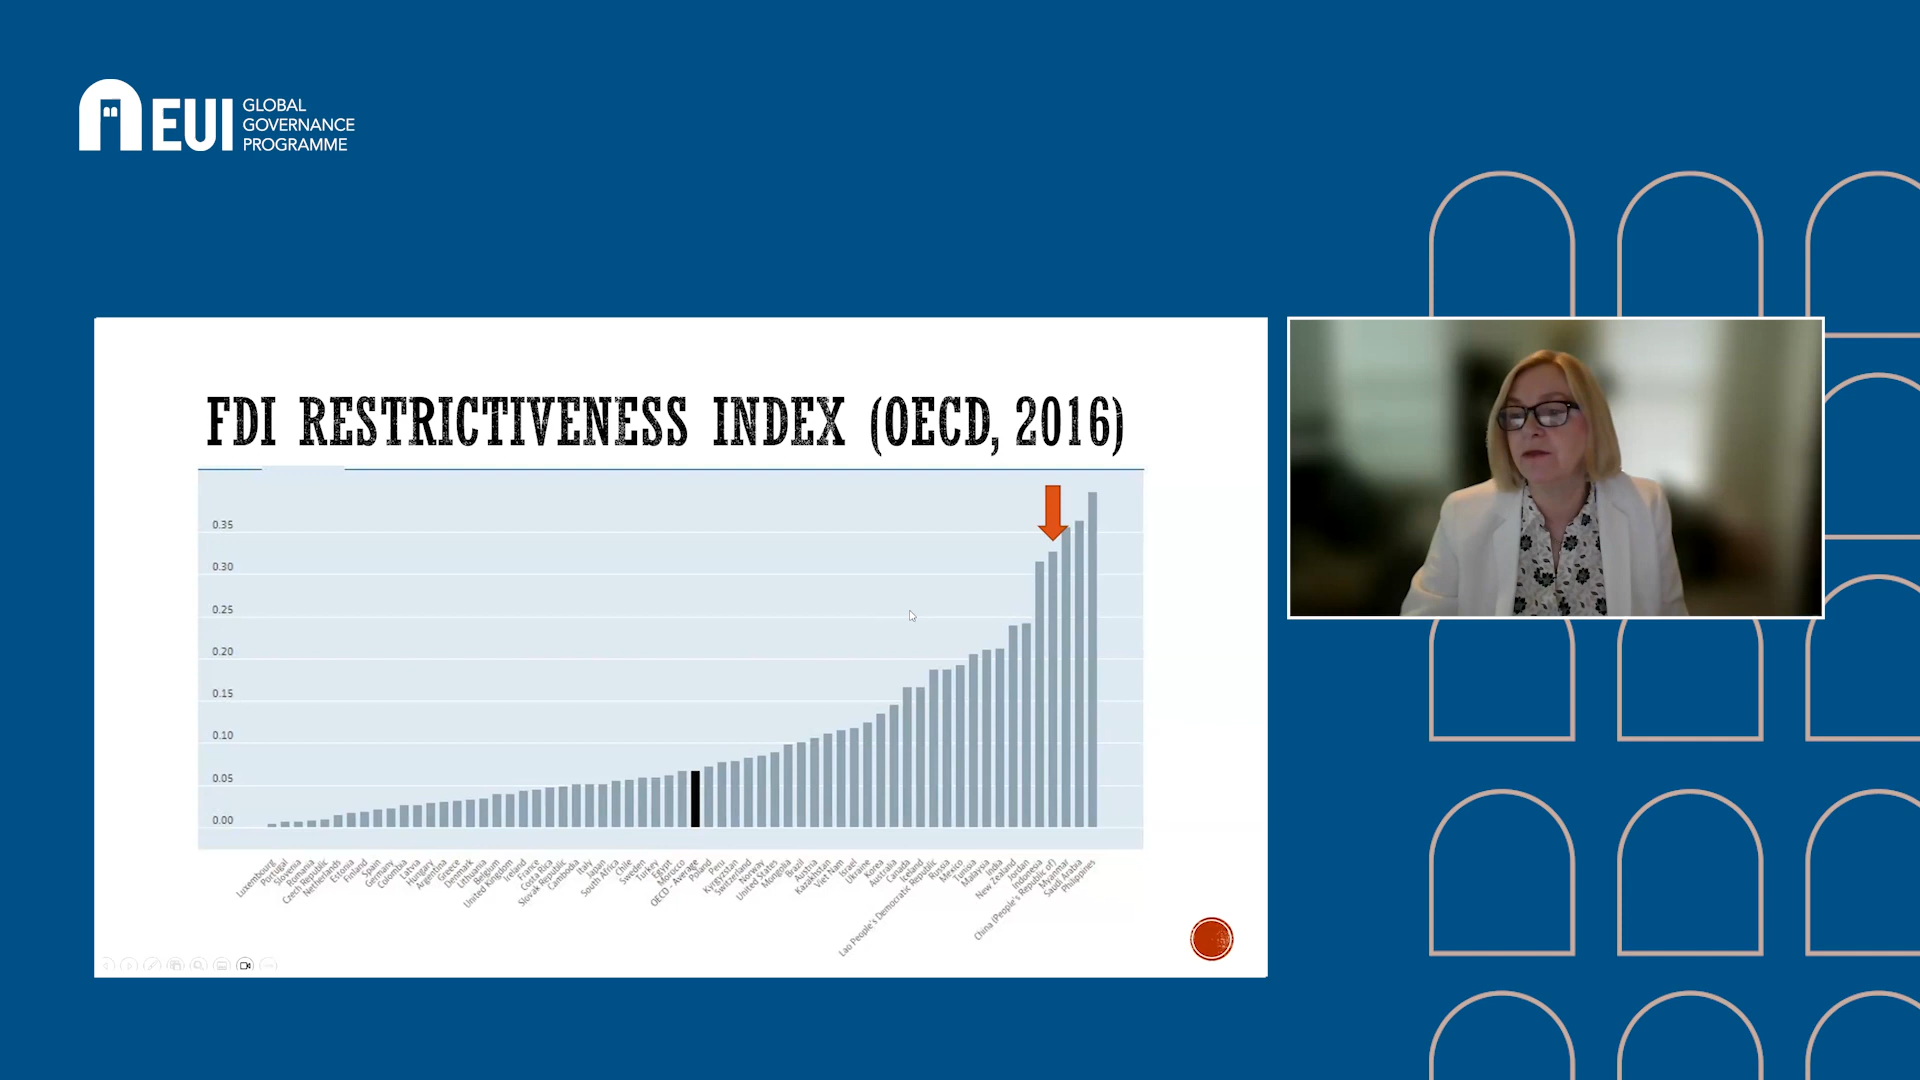 EUI
GLOBAL
GOVERNANCE
PROGRAMME
FDI RESTRICTIVENESS INDEX (OECD, 2016)
0.35
0.30
0.25
0.20
0.15
0.10
0.05
0.00
Luxembourg
Portugal
Slovenia
Romania
Czech Republic
Netherlands
Estonia
Finland
Spain
Germany
Colombia
Latvia
Hungary
Argentina
Greece
Denmark
Lithuania
Belgium
United Kingdom
Ireland
France
Costa Rica
Slovak Republic
Cambodia
Italy
Japan
South Africa
Chile
Sweden
Turkey
Egypt
Morocco
OECD - Average
Poland
Peru
Kyrgyzstan
Switzerland
Norway
United States
Mongolia
Brazil
Austria
Kazakhstan
Viet Nam
Israel
Ukraine
Korea
Australia
Canada
Iceland
Lao People's Democratic Republic
Russia
Mexico
Tunisia
Malaysia
India
New Zealand
Jordan
Indonesia
China (People's Republic of)
Myanmar
Saudi Arabia
Philippines